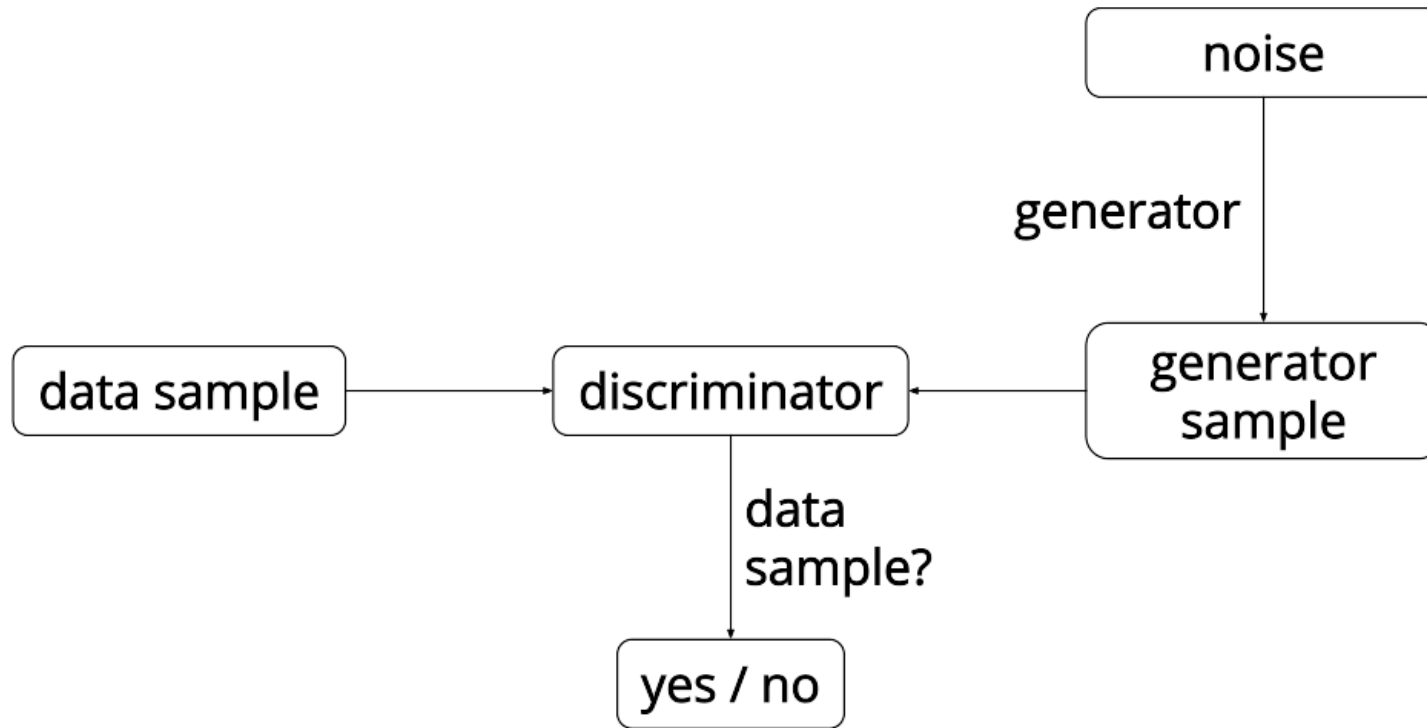 noise
generator
data sample
discriminator
generator
sample
data
sample?
yes / no